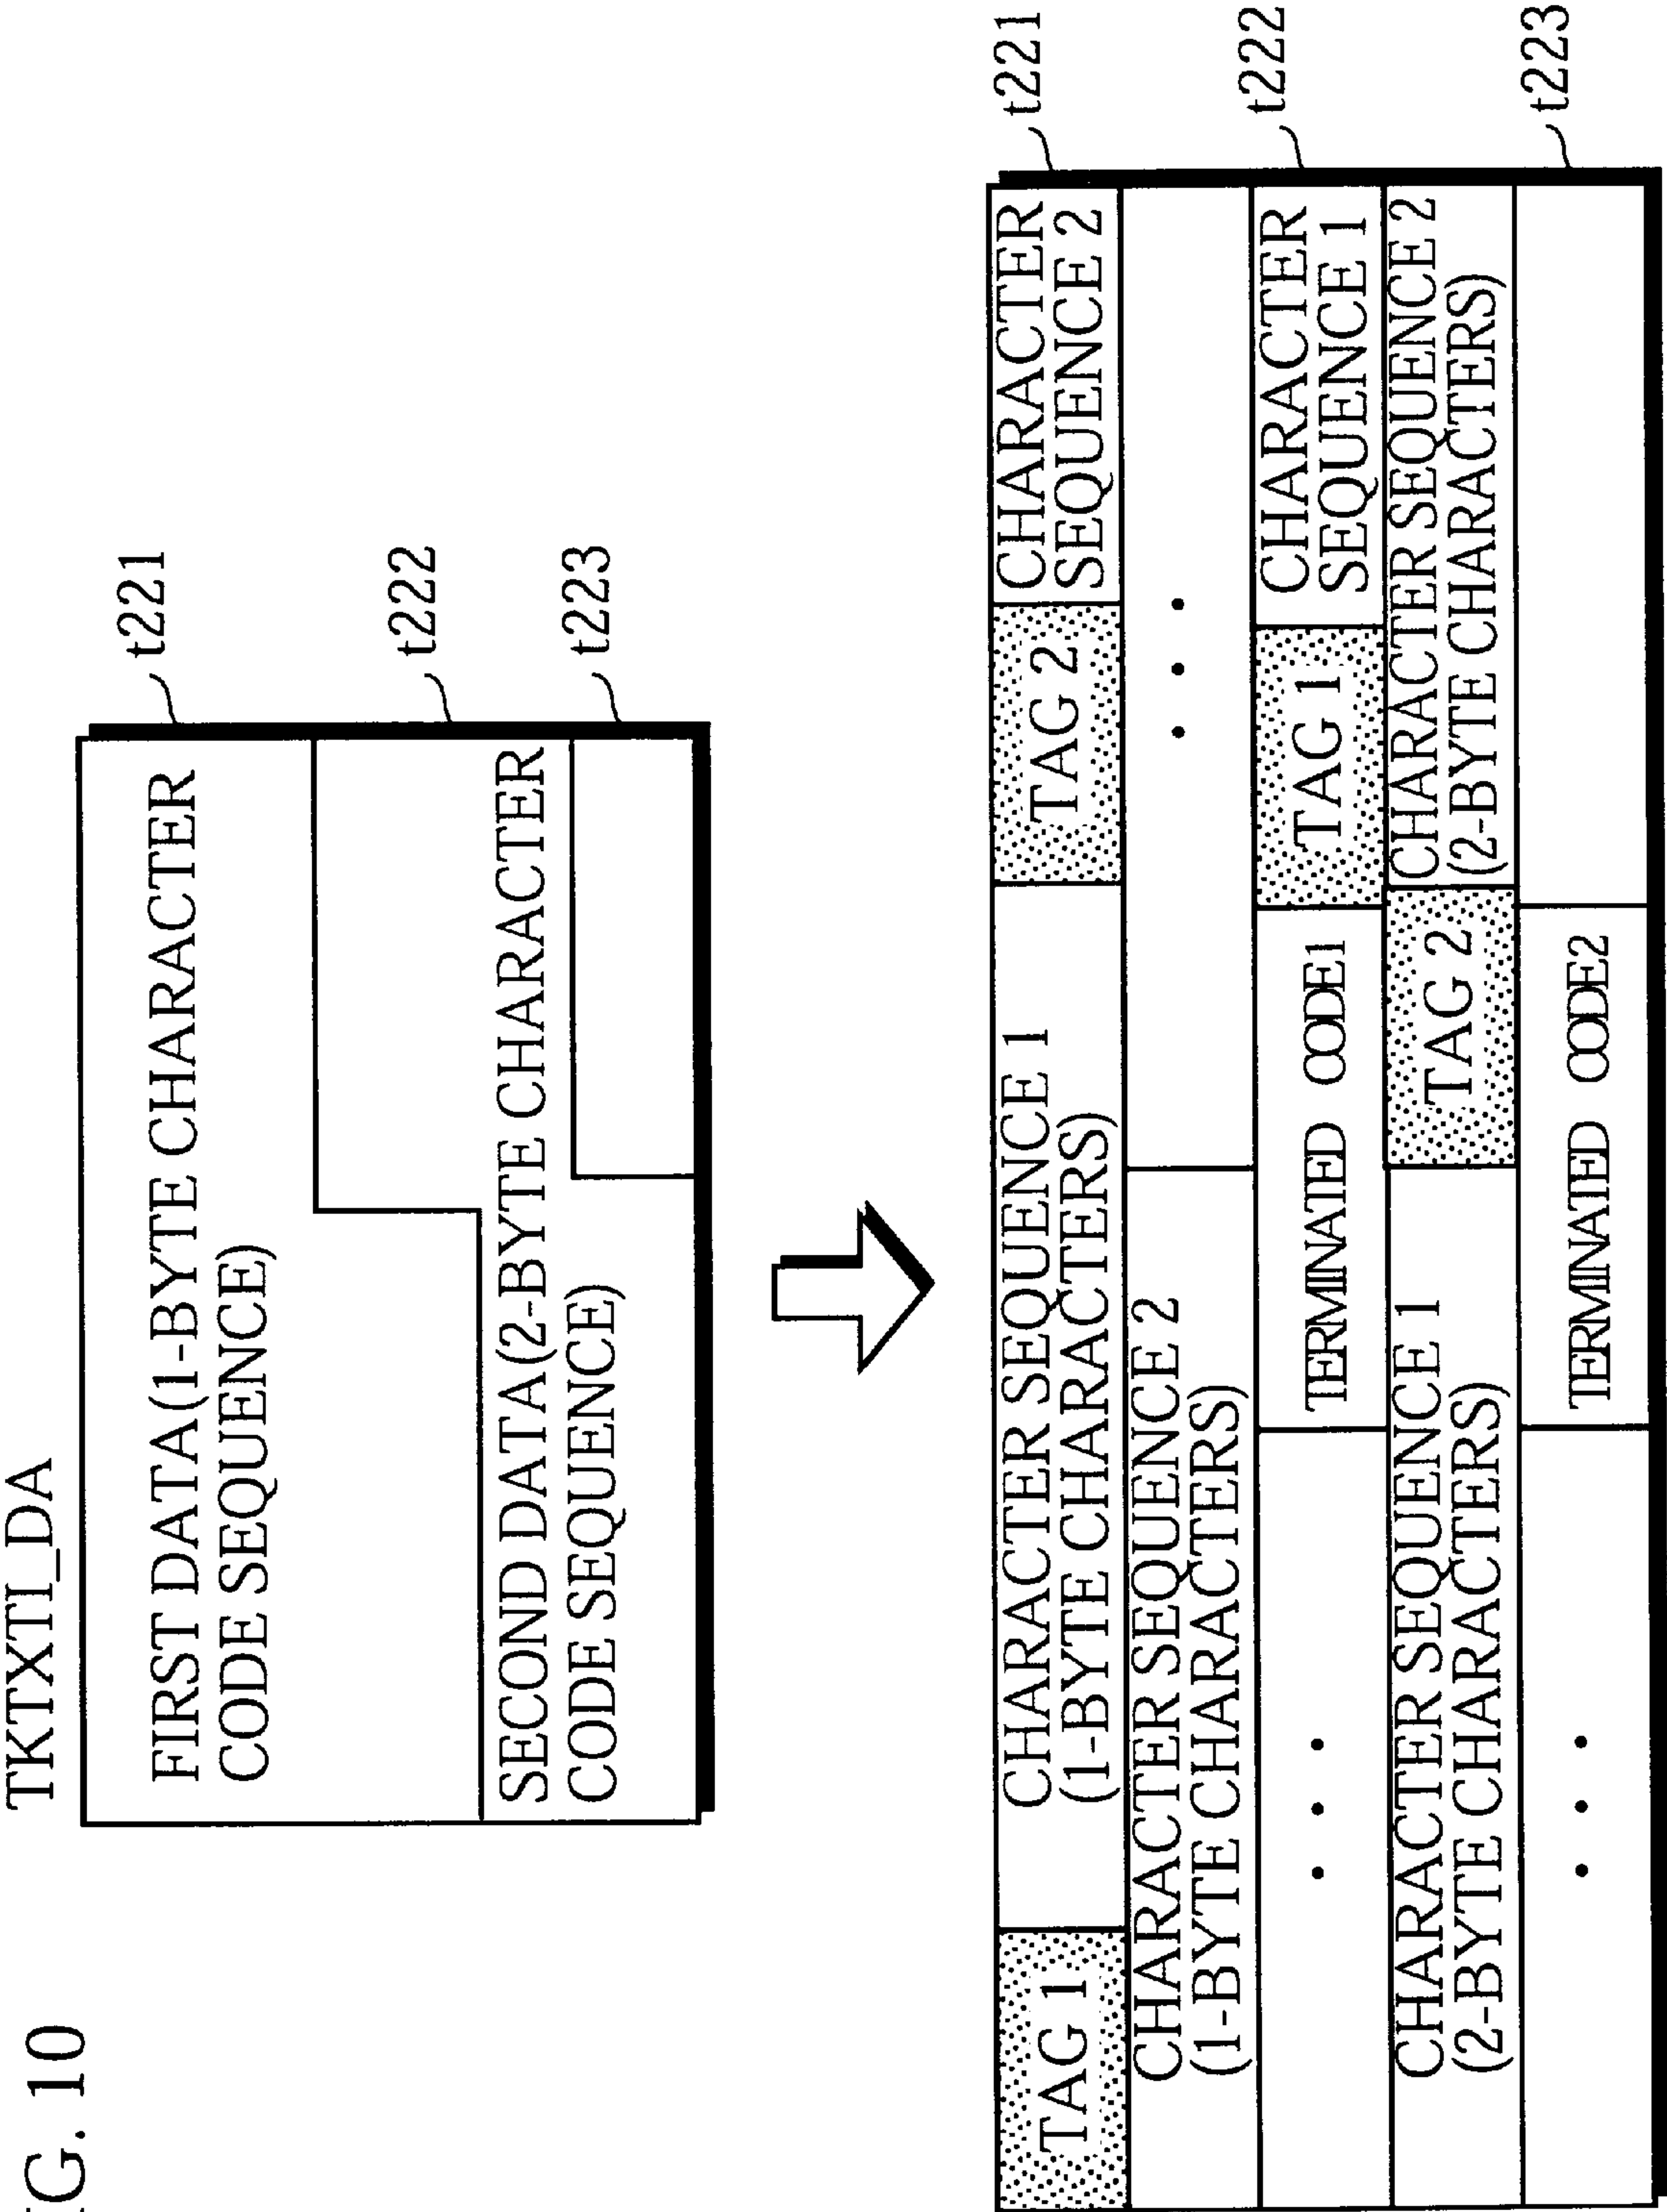 G. 10
TKTXTI_DA
FIRST DATA (1-BYTE CHARACTER
CODE SEQUENCE)
t221
t222
SECOND DATA (2-BYTE CHARACTER
CODE SEQUENCE)
t223
TAG 1
CHARACTER SEQUENCE 1
(1-BYTE CHARACTERS)
TAG 2
CHARACTER
SEQUENCE 2
t221
CHARACTER SEQUENCE 2
(1-BYTE CHARACTERS)
• • •
• • •
TERMINATED CODE1
TAG 1
CHARACTER
SEQUENCE 1
t222
CHARACTER SEQUENCE 1
(2-BYTE CHARACTERS)
TAG 2
CHARACTER SEQUENCE 2
(2-BYTE CHARACTERS)
• • •
TERMINATED CODE2
t223